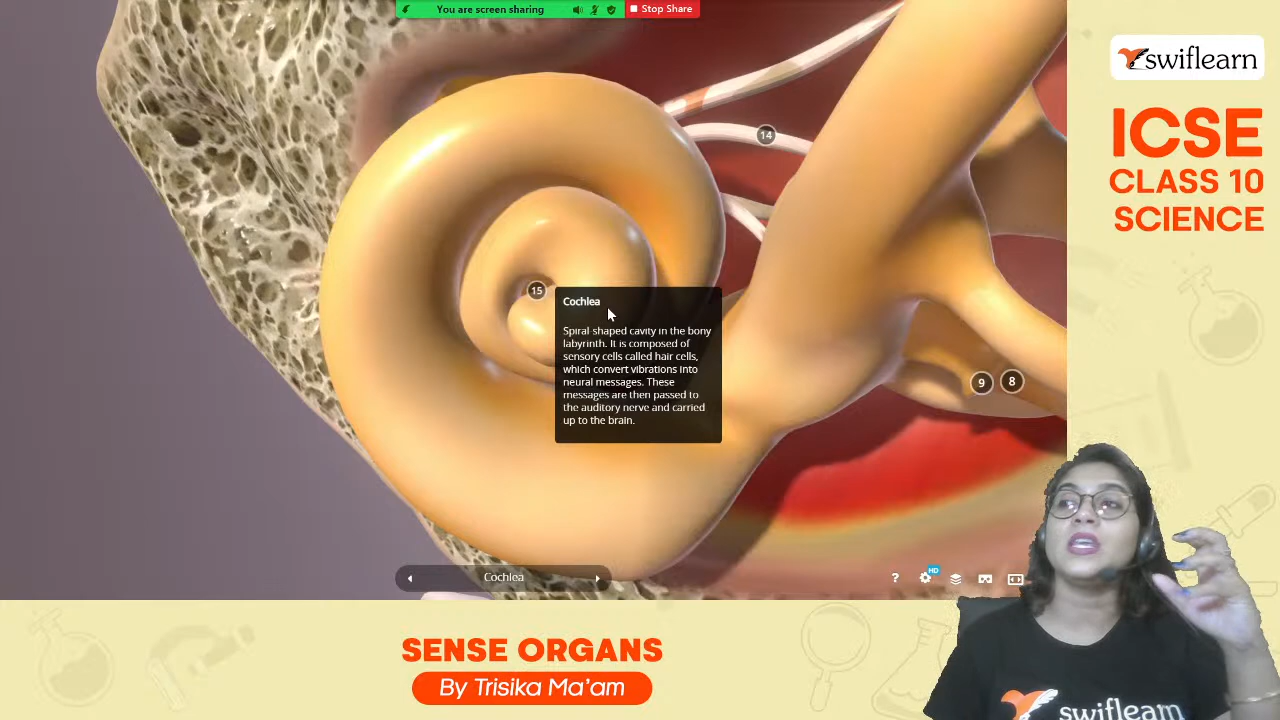 You are screen sharing
Stop Share
swiflearn
ICSE
CLASS 10
SCIENCE
14
15
Cochlea
Spiral-shaped cavity in the bony
labyrinth. It is composed of
sensory cells called hair cells,
which convert vibrations into
neural messages. These
messages are then passed to
the auditory nerve and carried
up to the brain.
9
8
Cochlea
?
HD
SENSE ORGANS
By Trisika Ma'am
swiflearn